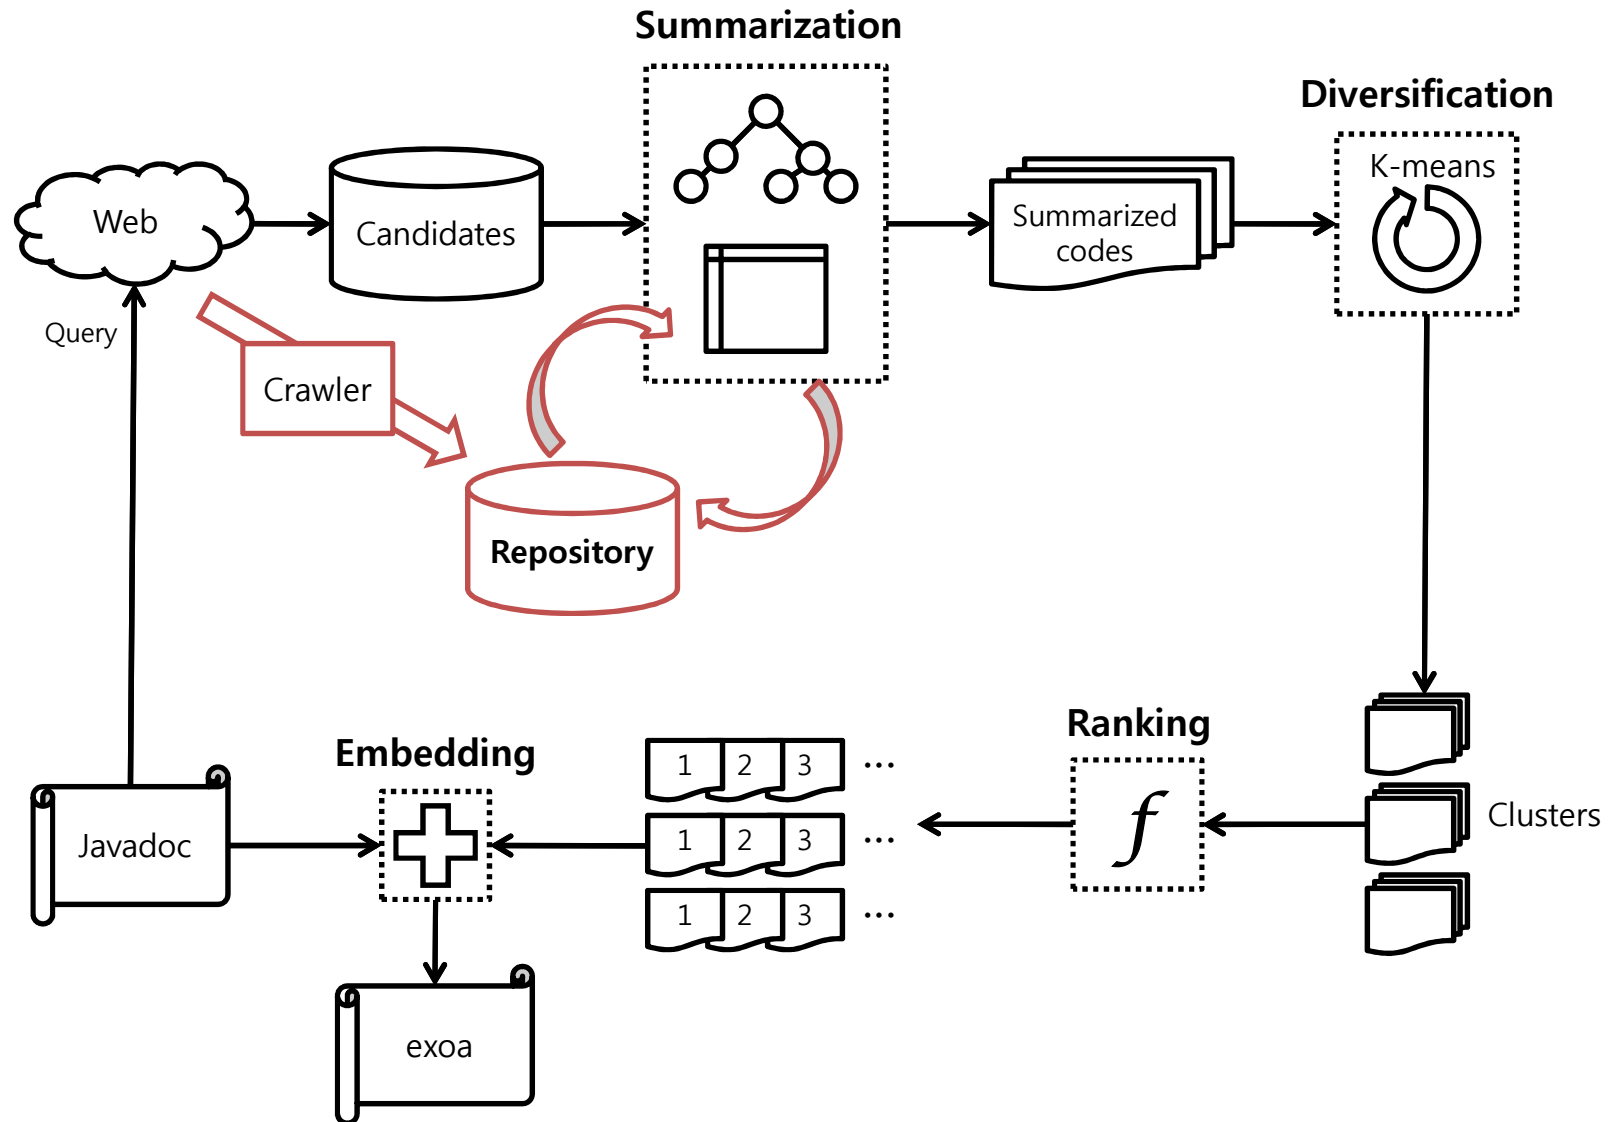 Summarization
Diversification
K-means
Web
Candidates
Summarized
codes
Query
Crawler
Repository
Ranking
Embedding
1 2 3 ...
Clusters
1 2 3 ...
Javadoc
f
1 2 3 ...
exoa